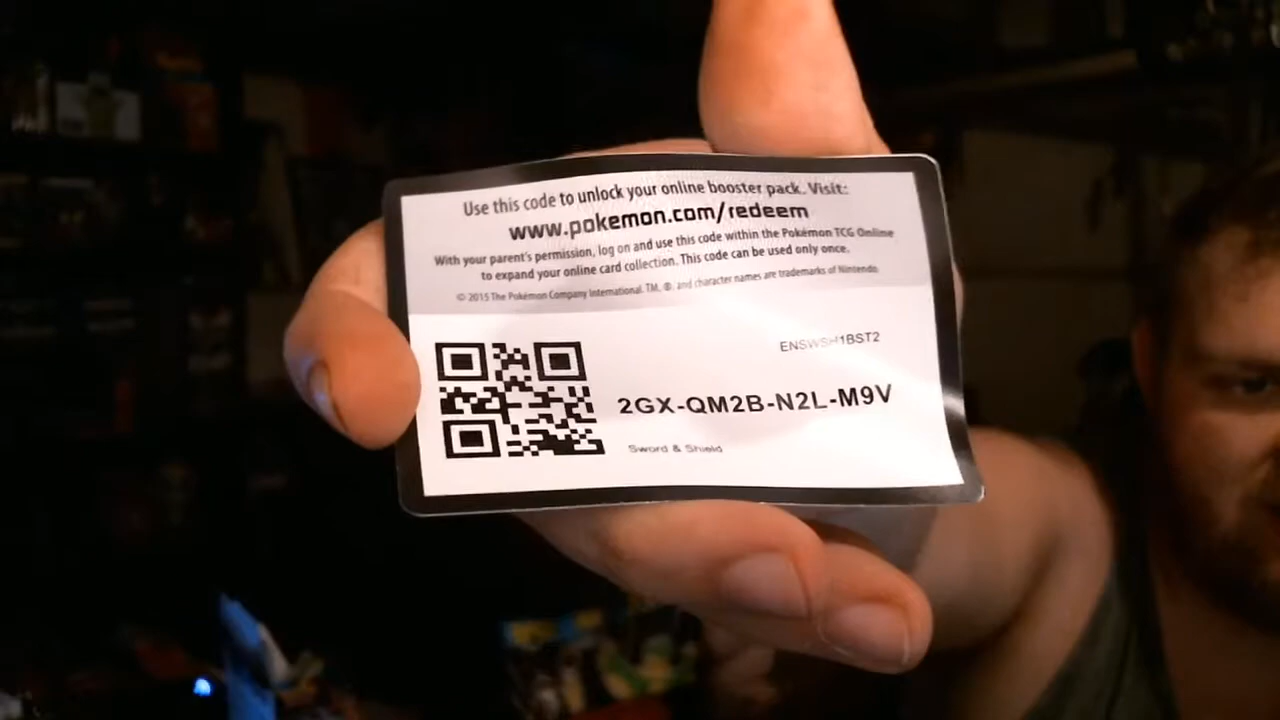 Use this code to unlock your online booster pack. Visit:
www.pokemon.com/redeem
With your parent's permission, log on and use this code within the Pokémon TCG Online
to expand your online card collection. This code can be used only once.
© 2015 The Pokémon Company International. TM, ®, and character names are trademarks of Nintendo
ENSWSH1BST2
2GX-QM2B-N2L-M9V
Sword & Shield